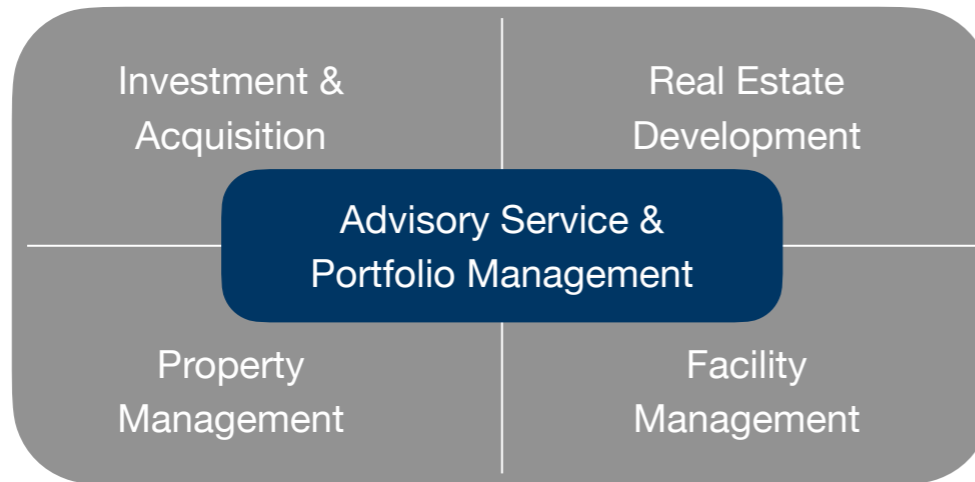 Investment &
Acquisition
Real Estate
Development
Advisory Service &
Portfolio Management
Property
Management
Facility
Management